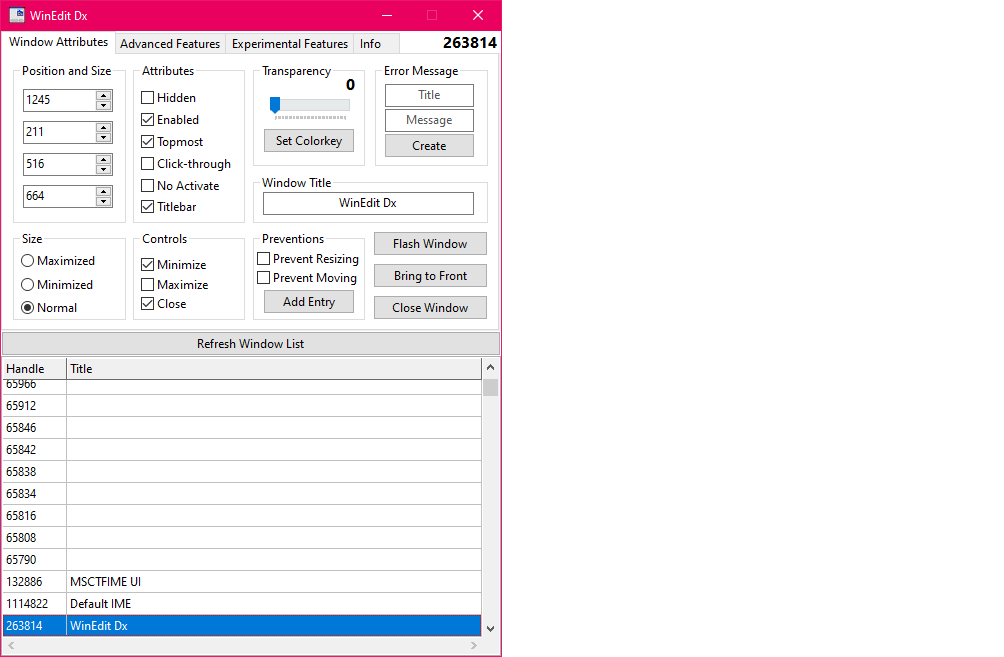 WinEdit Dx
Window Attributes Advanced Features Experimental Features Info 263814
Position and Size
1245
211
516
664
Attributes
Hidden
Enabled
Topmost
Click-through
No Activate
Titlebar
Transparency
0
Set Colorkey
Error Message
Title
Message
Create
Window Title
WinEdit Dx
Size
Maximized
Minimized
Normal
Controls
Minimize
Maximize
Close
Preventions
Prevent Resizing
Prevent Moving
Add Entry
Flash Window
Bring to Front
Close Window
Refresh Window List
Handle Title
65966
65912
65846
65842
65838
65834
65816
65808
65790
132886 MSCTFIME UI
1114822 Default IME
263814 WinEdit Dx